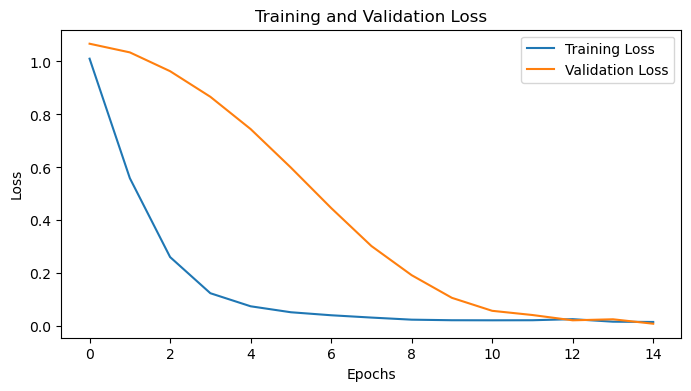 Training and Validation Loss
Training Loss
Validation Loss
1.0
0.8
0.6
0.4
0.2
0.0
Loss
0 2 4 6 8 10 12 14
Epochs